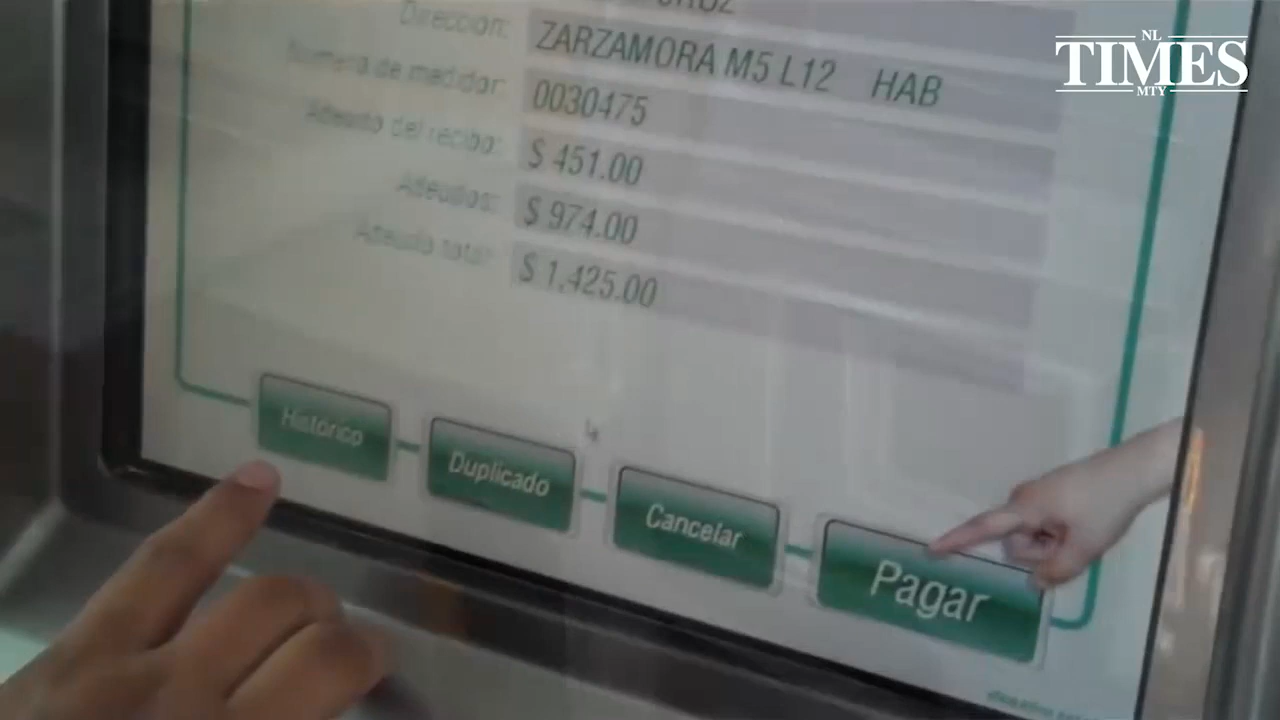 NL
TIMES
MTY
Dirección: ZARZAMORA M5 L12 HAB
Número de medidor: 0030475
Adeudo del recibo: $ 451.00
Adeudos: $ 974.00
Adeudo total: $ 1,425.00
Histórico
Duplicado
Cancelar
Pagar